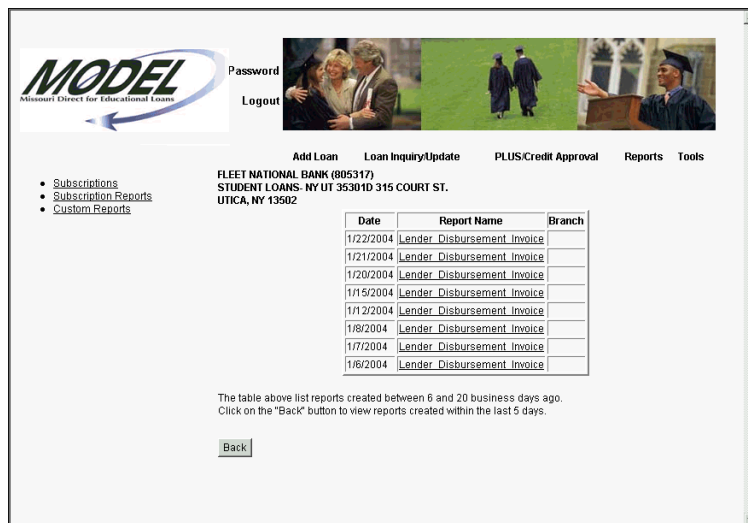 MODEL
Missouri Direct for Educational Loans
Password
Logout
Add Loan Loan Inquiry/Update PLUS/Credit Approval Reports Tools
• Subscriptions
• Subscription Reports
• Custom Reports
FLEET NATIONAL BANK (805317)
STUDENT LOANS- NY UT 35301D 315 COURT ST.
UTICA, NY 13502
Date Report Name Branch
1/22/2004 Lender Disbursement Invoice
1/21/2004 Lender Disbursement Invoice
1/20/2004 Lender Disbursement Invoice
1/15/2004 Lender Disbursement Invoice
1/12/2004 Lender Disbursement Invoice
1/8/2004 Lender Disbursement Invoice
1/7/2004 Lender Disbursement Invoice
1/6/2004 Lender Disbursement Invoice
The table above list reports created between 6 and 20 business days ago.
Click on the "Back" button to view reports created within the last 5 days.
Back